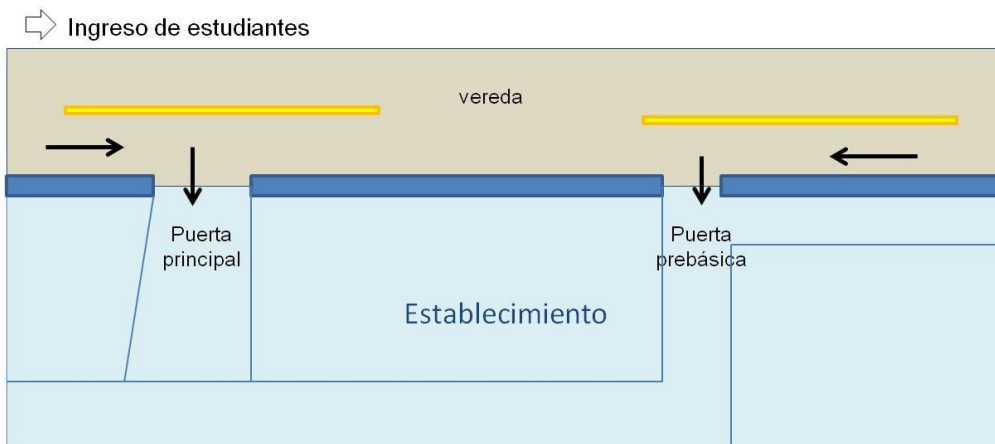 Ingreso de estudiantes
vereda
Puerta
principal
Puerta
prebásica
Establecimiento